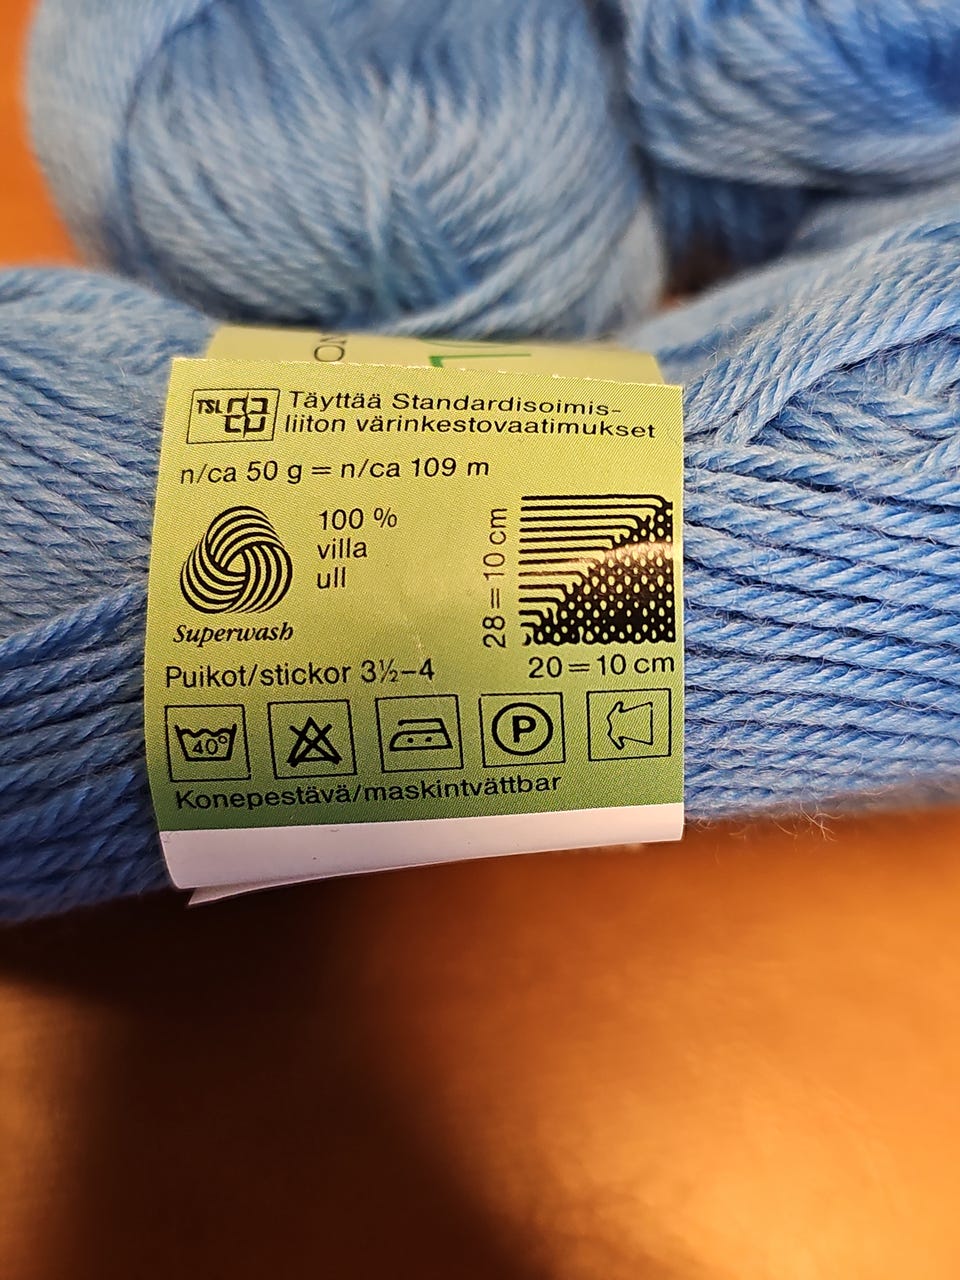 TSL
Täyttää Standardisoimis-
liiton värinkestovaatimukset
n/ca 50 g = n/ca 109 m
100 %
villa
ull
Superwash
28 = 10 cm
20 = 10 cm
Puikot/stickor 3½–4
40°
P
Konepestävä/maskintvättbar